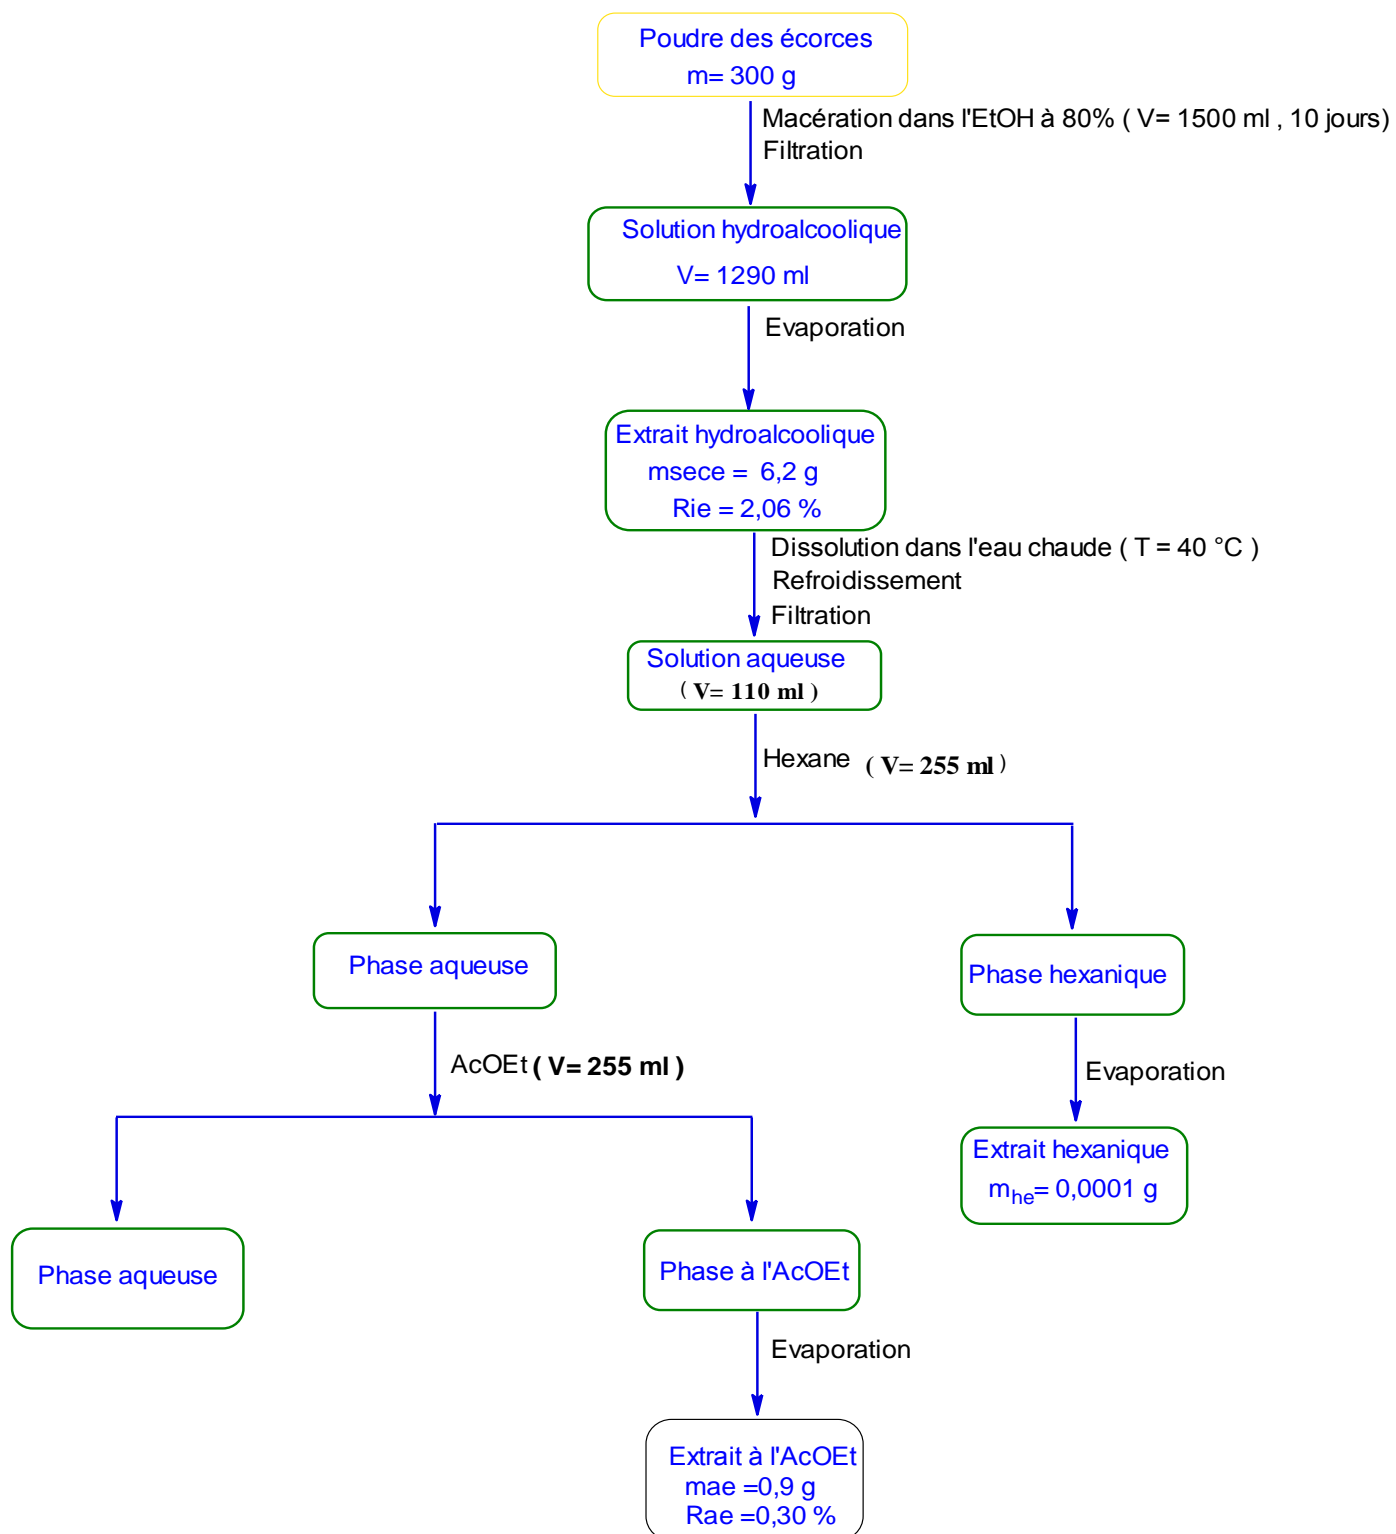 Poudre des écorces
m= 300 g
Macération dans l'EtOH à 80% ( V= 1500 ml , 10 jours)
Filtration
Solution hydroalcoolique
V= 1290 ml
Evaporation
Extrait hydroalcoolique
msece = 6,2 g
Rie = 2,06 %
Dissolution dans l'eau chaude ( T = 40 °C )
Refroidissement
Filtration
Solution aqueuse
( V= 110 ml )
Hexane ( V= 255 ml )
Phase aqueuse
Phase hexanique
AcOEt ( V= 255 ml )
Evaporation
Extrait hexanique
mhe= 0,0001 g
Phase aqueuse
Phase à l'AcOEt
Evaporation
Extrait à l'AcOEt
mae =0,9 g
Rae =0,30 %